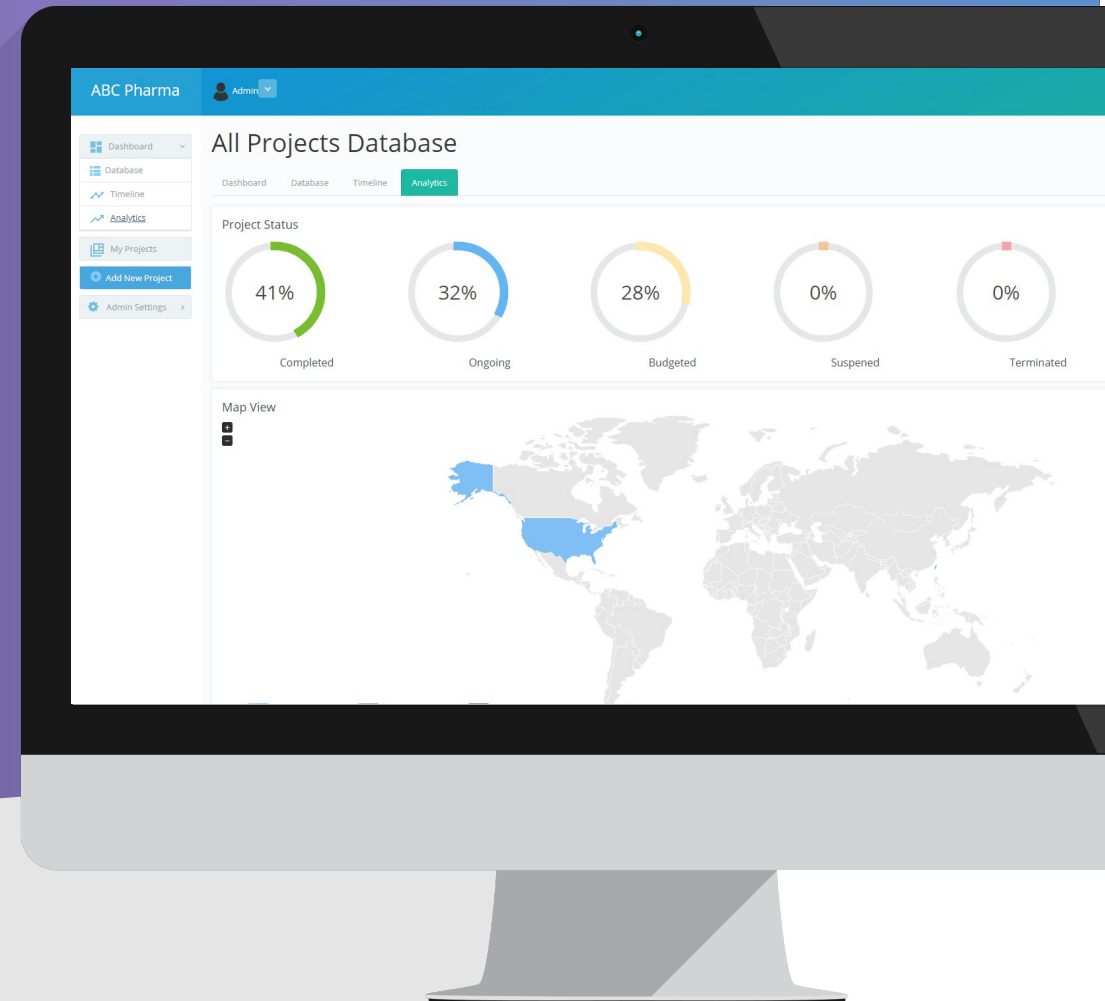 ABC Pharma
Admin
Dashboard
Database
Timeline
Analytics
My Projects
Add New Project
Admin Settings
All Projects Database
Dashboard Database Timeline Analytics
Project Status
41% 32% 28% 0% 0%
Completed Ongoing Budgeted Suspened Terminated
Map View
+
-